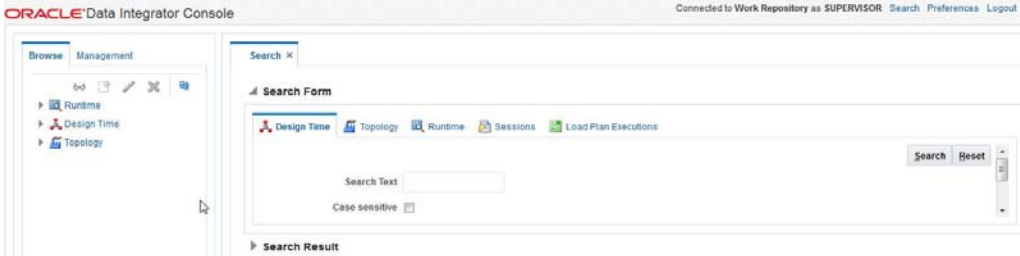 ORACLE Data Integrator Console
Connected to Work Repository as SUPERVISOR Search Preferences Logout
Browse Management
Runtime
Design Time
Topology
Search
Search Form
Design Time Topology Runtime Sessions Load Plan Executions
Search Reset
Search Text
Case sensitive
Search Result